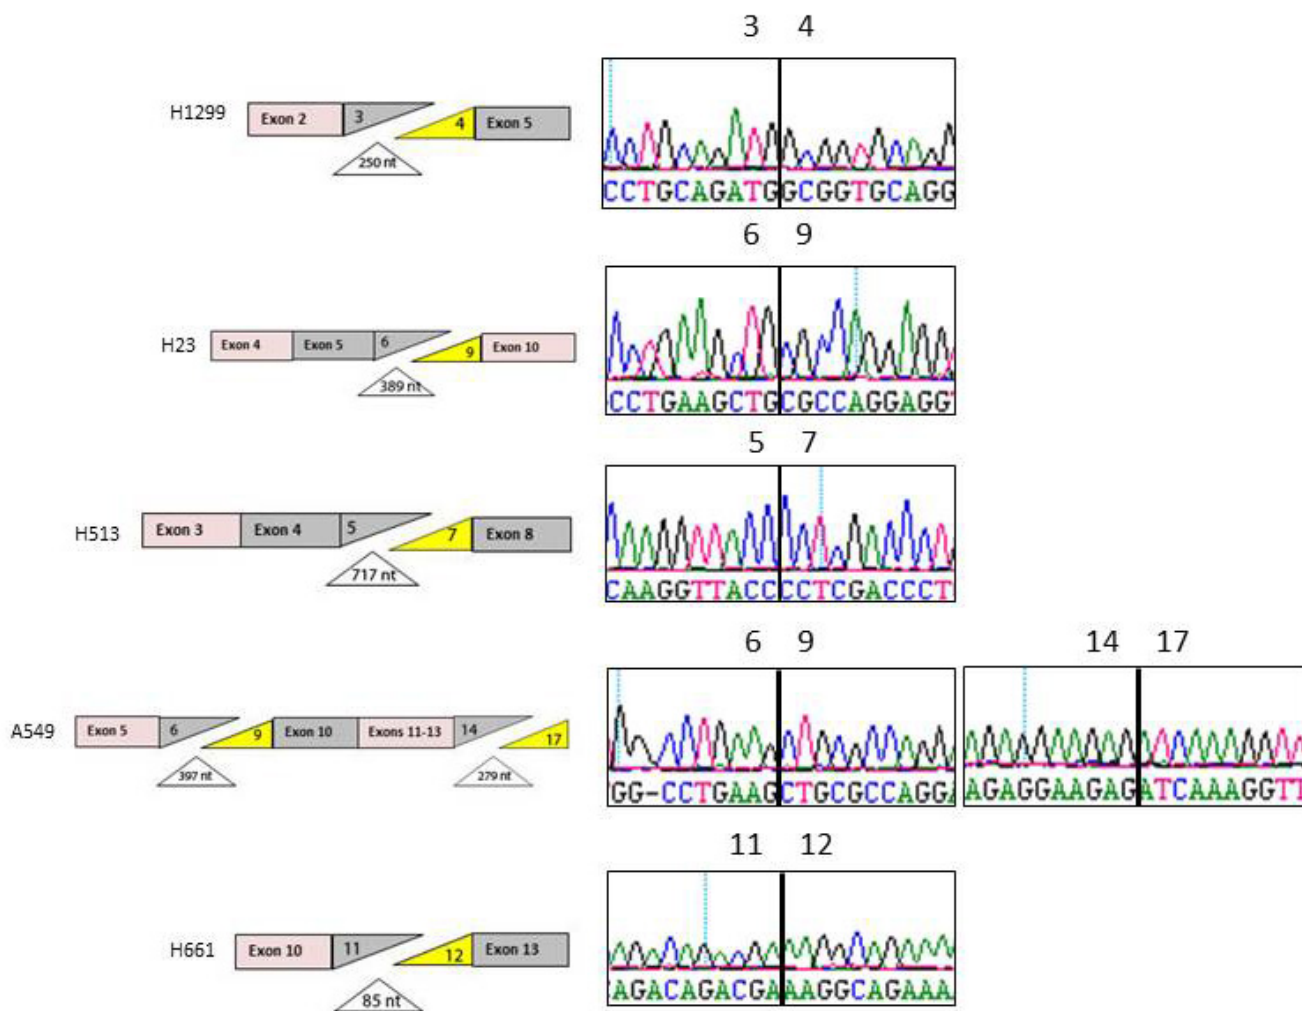 3 4
H1299
Exon 2
3
4
Exon 5
250 nt
CCTGCAGATGGCGGTGCAGG
6 9
H23
Exon 4
Exon 5
6
9
Exon 10
389 nt
CCTGAAGCTGCGCCAGGAGG
5 7
H513
Exon 3
Exon 4
5
7
Exon 8
717 nt
CAAGGTTACCCCTCGACCCT
6 9
14 17
A549
Exon 5
6
9
Exon 10
Exons 11-13
14
17
397 nt
279 nt
GG-CCTGAAGCTGCGCCAGGA
AGAGGAAGAGATCAAAGGTT
11 12
H661
Exon 10
11
12
Exon 13
85 nt
AGACAGACGAAAGGCAGAAA